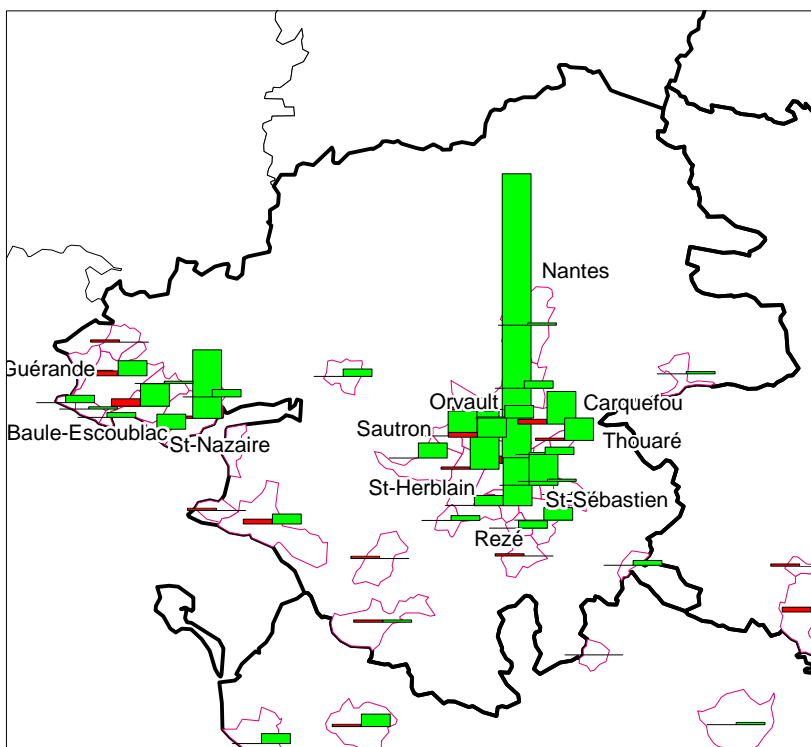 Nantes
Guérande
Orvault
Carquefou
Baule-Escoublac
Sautron
Thouaré
St-Nazaire
St-Herblain
St-Sébastien
Rezé